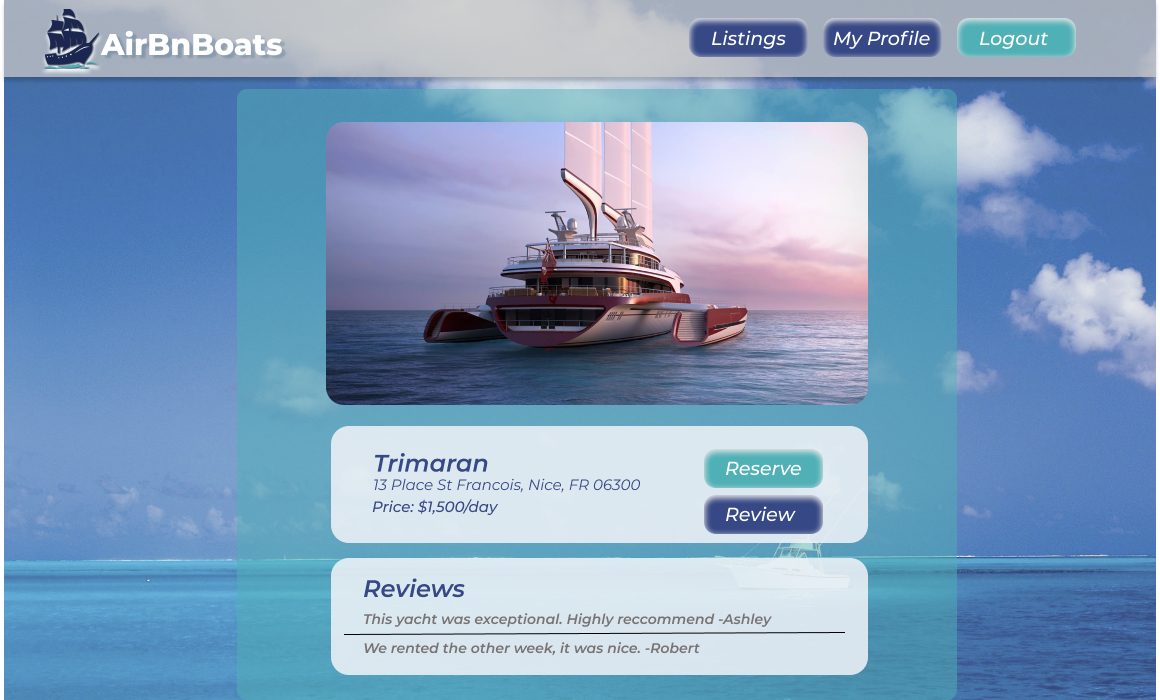 AirBnBoats
Listings
My Profile
Logout
Trimaran
13 Place St Francois, Nice, FR 06300
Price: $1,500/day
Reserve
Review
Reviews
This yacht was exceptional. Highly reccommend -Ashley
We rented the other week, it was nice. -Robert